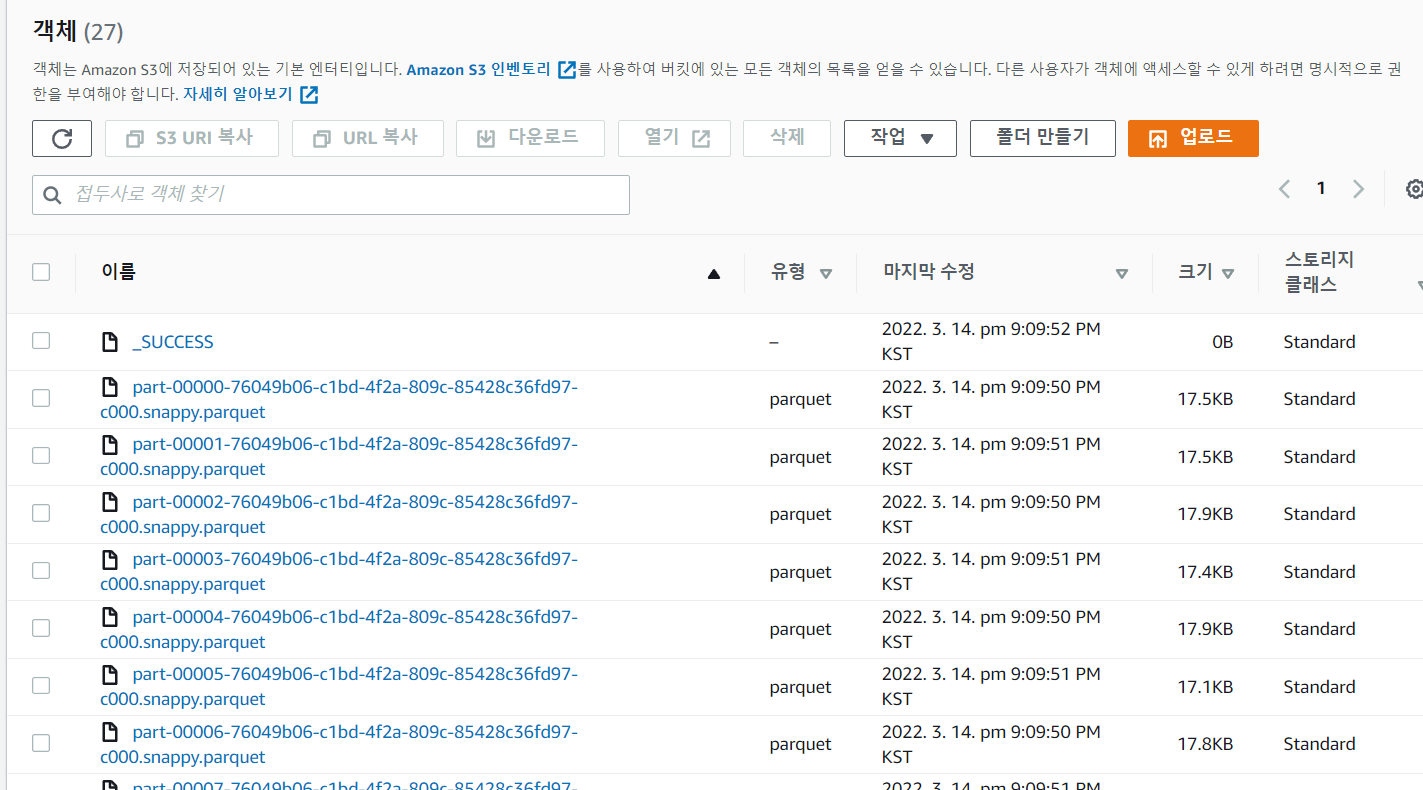 객체 (27)
객체는 Amazon S3에 저장되어 있는 기본 엔터티입니다. Amazon S3 인벤토리 를 사용하여 버킷에 있는 모든 객체의 목록을 얻을 수 있습니다. 다른 사용자가 객체에 액세스할 수 있게 하려면 명시적으로 권
한을 부여해야 합니다. 자세히 알아보기
S3 URI 복사 URL 복사 다운로드 열기 삭제 작업 폴더 만들기 업로드
접두사로 객체 찾기 1
이름 유형 마지막 수정 크기 스토리지
클래스
_SUCCESS – 2022. 3. 14. pm 9:09:52 PM 0B Standard
KST
part-00000-76049b06-c1bd-4f2a-809c-85428c36fd97- parquet 2022. 3. 14. pm 9:09:50 PM 17.5KB Standard
c000.snappy.parquet KST
part-00001-76049b06-c1bd-4f2a-809c-85428c36fd97- parquet 2022. 3. 14. pm 9:09:51 PM 17.5KB Standard
c000.snappy.parquet KST
part-00002-76049b06-c1bd-4f2a-809c-85428c36fd97- parquet 2022. 3. 14. pm 9:09:50 PM 17.9KB Standard
c000.snappy.parquet KST
part-00003-76049b06-c1bd-4f2a-809c-85428c36fd97- parquet 2022. 3. 14. pm 9:09:51 PM 17.4KB Standard
c000.snappy.parquet KST
part-00004-76049b06-c1bd-4f2a-809c-85428c36fd97- parquet 2022. 3. 14. pm 9:09:50 PM 17.9KB Standard
c000.snappy.parquet KST
part-00005-76049b06-c1bd-4f2a-809c-85428c36fd97- parquet 2022. 3. 14. pm 9:09:51 PM 17.1KB Standard
c000.snappy.parquet KST
part-00006-76049b06-c1bd-4f2a-809c-85428c36fd97- parquet 2022. 3. 14. pm 9:09:50 PM 17.8KB Standard
c000.snappy.parquet KST
part-00007-76049b06-c1bd-4f2a-809c-85428c36fd97- 2022. 3. 14. pm 9:09:51 PM